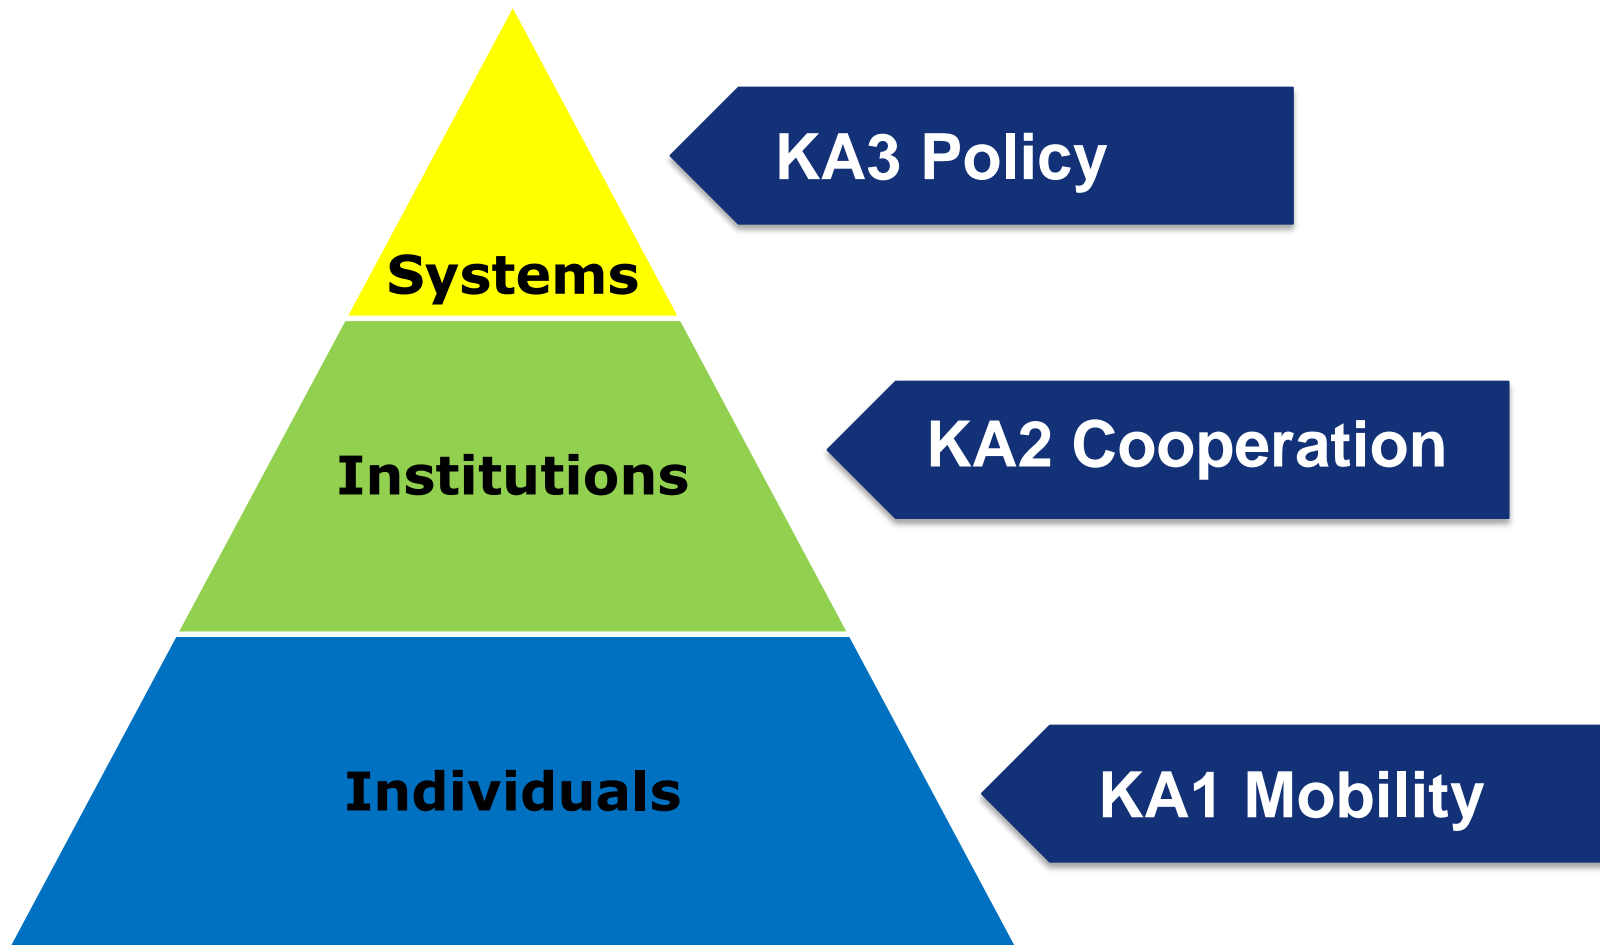 KA3 Policy
Systems
KA2 Cooperation
Institutions
Individuals
KA1 Mobility